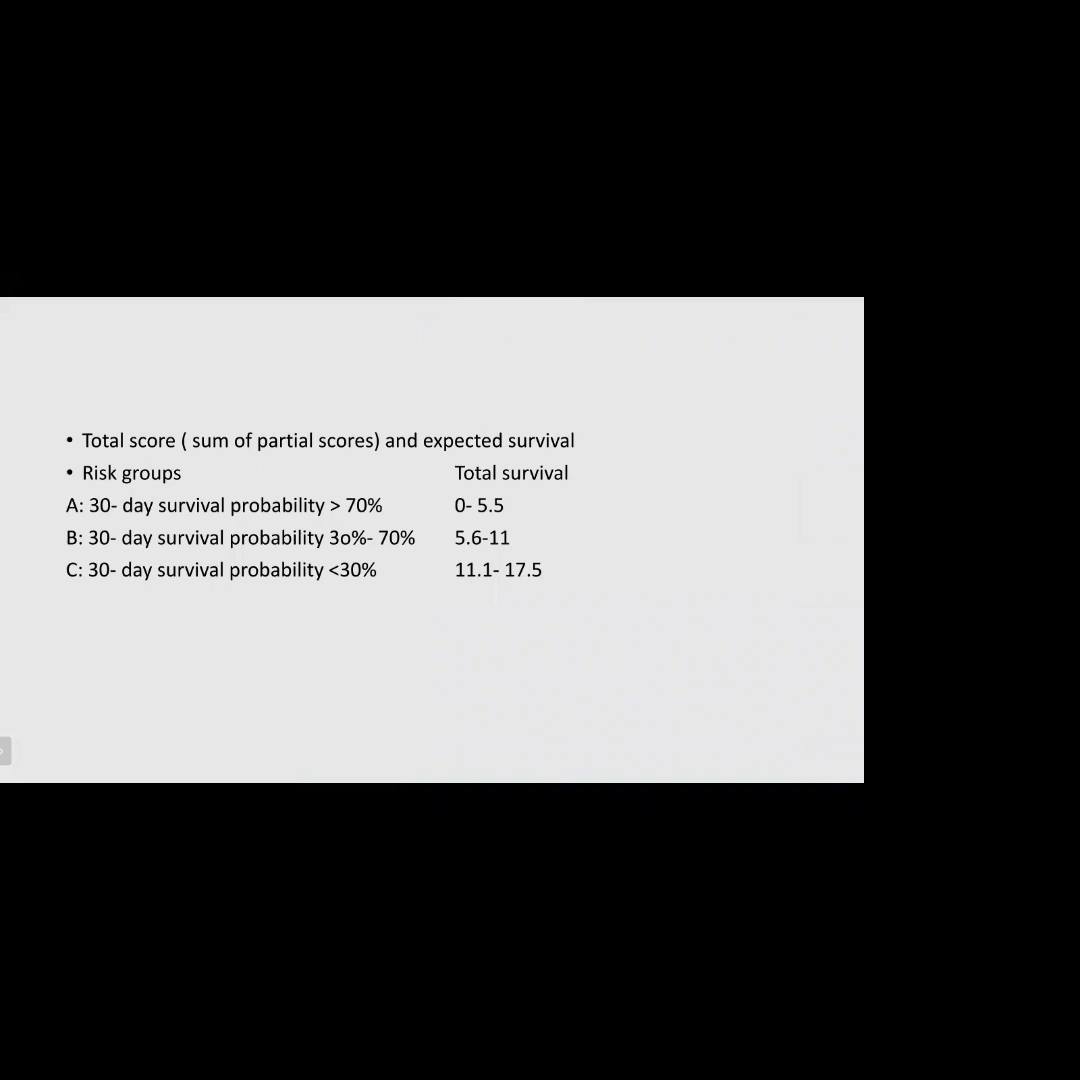 • Total score ( sum of partial scores) and expected survival
• Risk groups Total survival
A: 30- day survival probability > 70% 0- 5.5
B: 30- day survival probability 3o%- 70% 5.6-11
C: 30- day survival probability <30% 11.1- 17.5